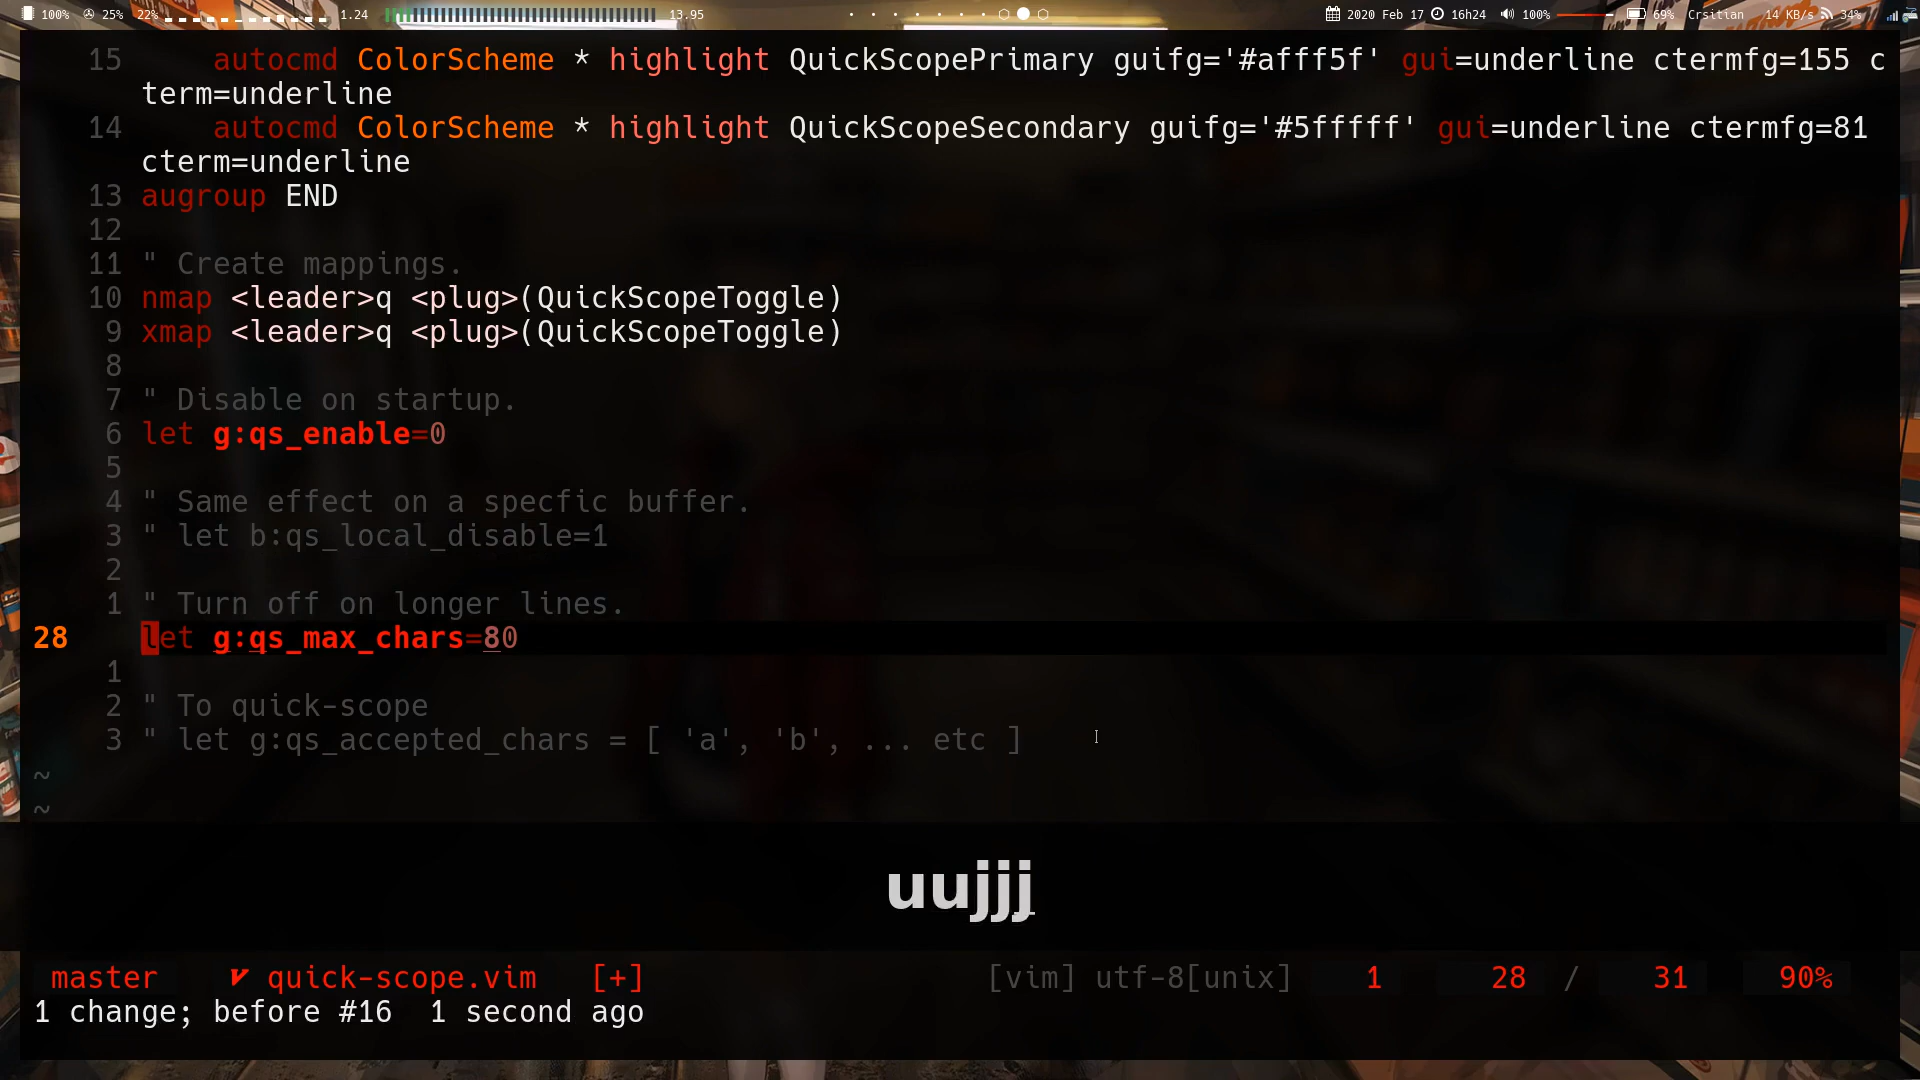 100% 25% 22% 1.24 13.95 2020 Feb 17 16h24 100% 69% Crsitian 14 KB/s 34%
15 autocmd ColorScheme * highlight QuickScopePrimary guifg='#afff5f' gui=underline ctermfg=155 c
term=underline
14 autocmd ColorScheme * highlight QuickScopeSecondary guifg='#5fffff' gui=underline ctermfg=81
cterm=underline
13 augroup END
12
11 " Create mappings.
10 nmap <leader>q <plug>(QuickScopeToggle)
9 xmap <leader>q <plug>(QuickScopeToggle)
8
7 " Disable on startup.
6 let g:qs_enable=0
5
4 " Same effect on a specfic buffer.
3 " let b:qs_local_disable=1
2
1 " Turn off on longer lines.
28 let g:qs_max_chars=80
1
2 " To quick-scope
3 " let g:qs_accepted_chars = [ 'a', 'b', ... etc ]
~
~
uujjj
master quick-scope.vim [+] [vim] utf-8[unix] 1 28 / 31 90%
1 change; before #16 1 second ago